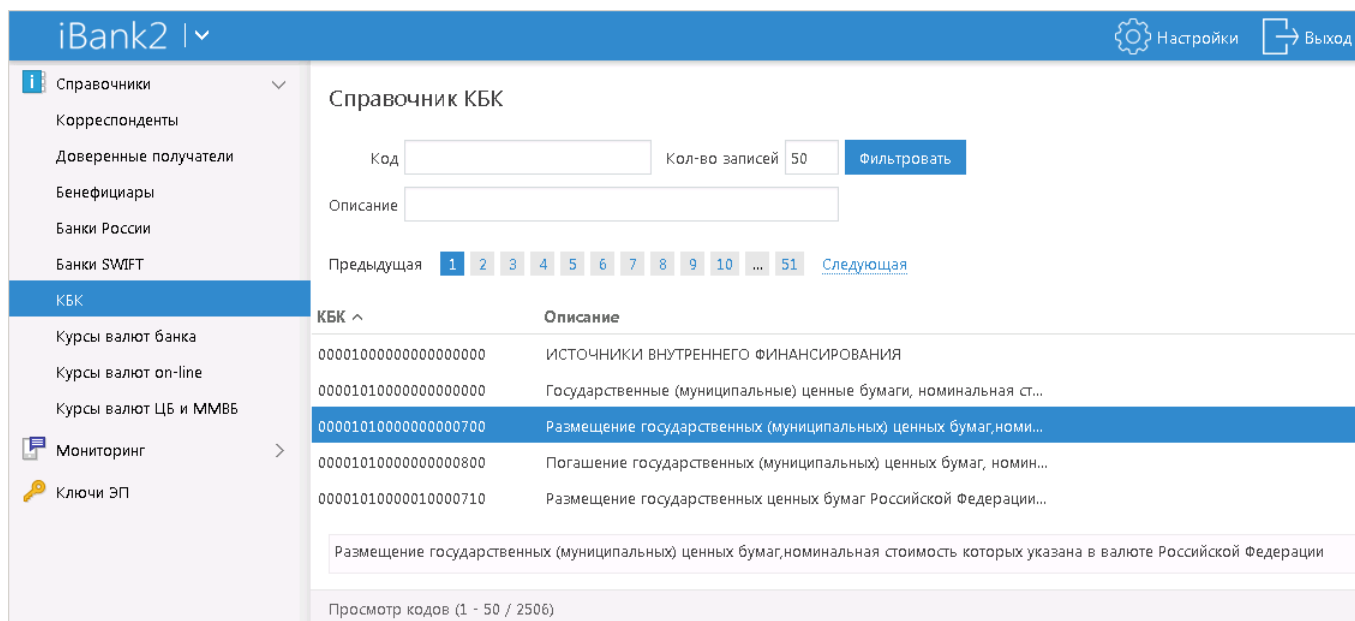 iBank2
Настройки
Выход
Справочники
Корреспонденты
Доверенные получатели
Бенефициары
Банки России
Банки SWIFT
КБК
Курсы валют банка
Курсы валют on-line
Курсы валют ЦБ и ММВБ
Мониторинг
Ключи ЭП
Справочник КБК
Код Кол-во записей 50 Фильтровать
Описание
Предыдущая 1 2 3 4 5 6 7 8 9 10 ... 51 Следующая
КБК Описание
00001000000000000000 ИСТОЧНИКИ ВНУТРЕННЕГО ФИНАНСИРОВАНИЯ
00001010000000000000 Государственные (муниципальные) ценные бумаги, номинальная ст...
00001010000000000700 Размещение государственных (муниципальных) ценных бумаг,номи...
00001010000000000800 Погашение государственных (муниципальных) ценных бумаг, номин...
00001010000010000710 Размещение государственных ценных бумаг Российской Федерации...
Размещение государственных (муниципальных) ценных бумаг,номинальная стоимость которых указана в валюте Российской Федерации
Просмотр кодов (1 - 50 / 2506)